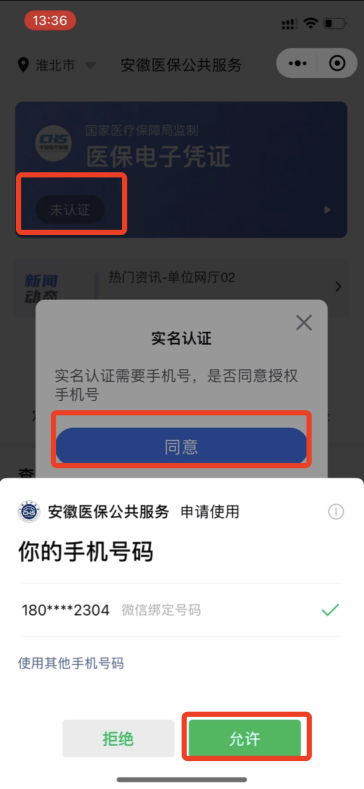 13:36
淮北市
安徽医保公共服务
国家医疗保障局监制
CHS
医保电子凭证
未认证
新闻
动态
热门资讯-单位网厅02
实名认证
实名认证需要手机号，是否同意授权
手机号
同意
查
安徽医保公共服务 申请使用
你的手机号码
180****2304 微信绑定号码
使用其他手机号码
拒绝
允许